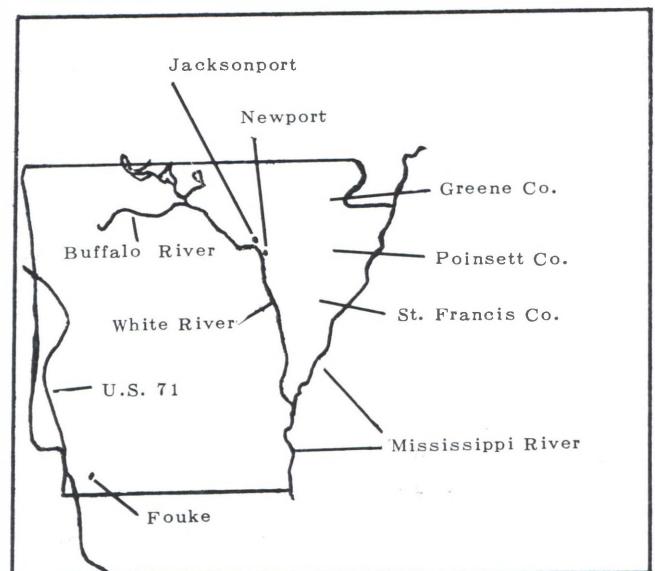 Jacksonport
Newport
Greene Co.
Buffalo River
Poinsett Co.
White River
St. Francis Co.
U.S. 71
Mississippi River
Fouke